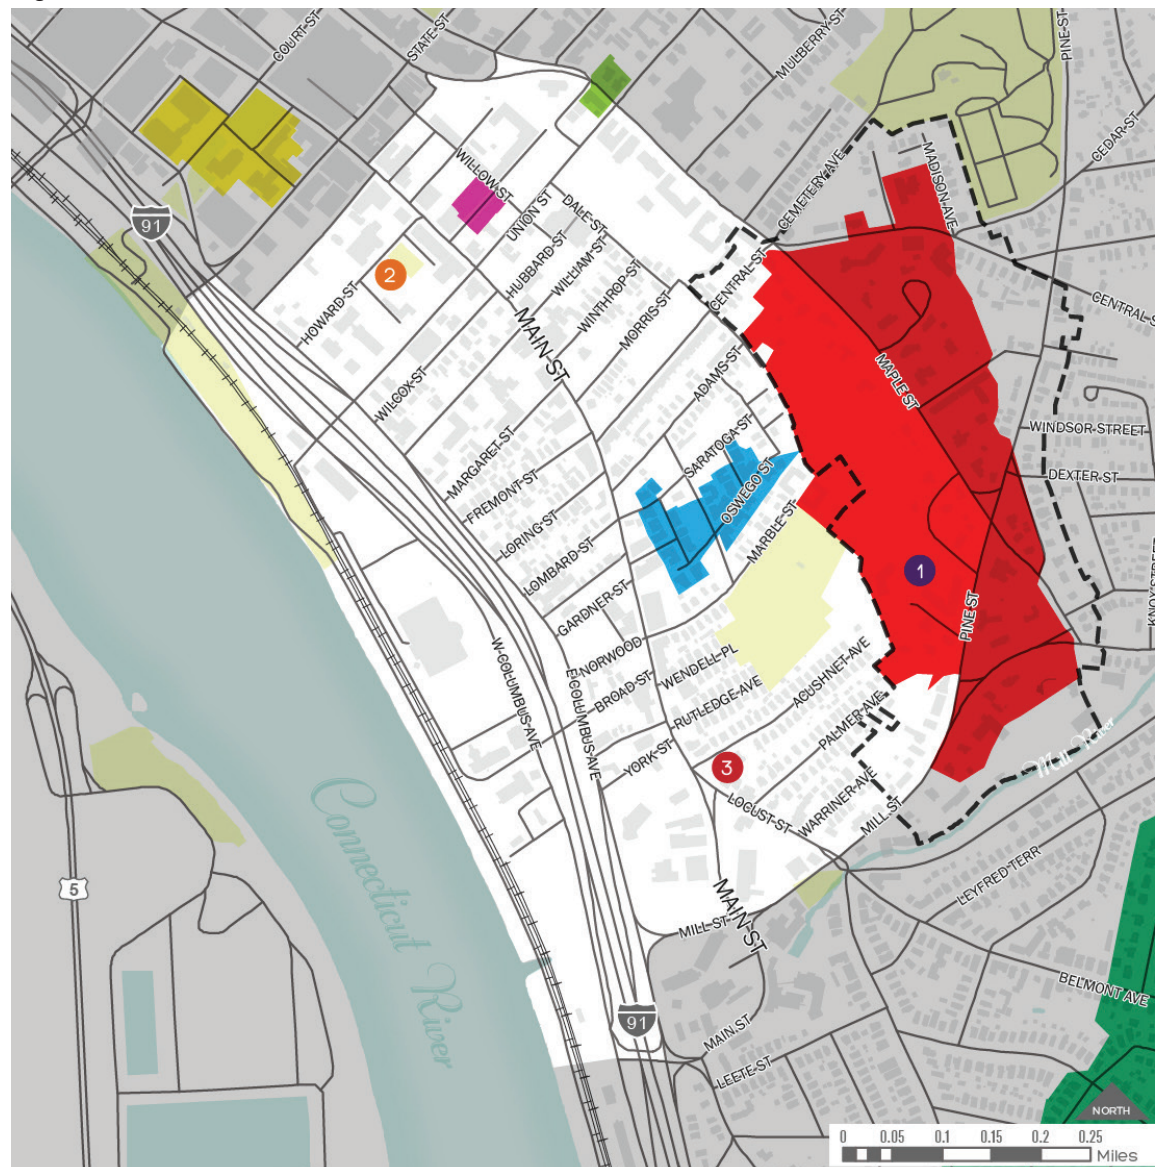 COURT ST
STATE ST
MULBERRY ST
PINE ST
CEDAR ST
MADISON AVE
CEMETERY AVE
WILLOW ST
UNION ST
DALE ST
91
HUBBARD ST
WILLIAM ST
WINTHROP ST
MORRIS ST
CENTRAL ST
CENTRAL S
2
HOWARD ST
MAIN ST
WILCOX ST
ADAMS ST
MAPLE ST
MARGARET ST
FREMONT ST
SARATOGA ST
WINDSOR STREET
DEXTER ST
LORING ST
OSWEGO ST
MARBLE ST
LOMBARD ST
1
GARDNER ST
PINE ST
KNOX STREET
NORWOOD
WENDELL PL
W COLUMBUS AVE
E COLUMBUS AVE
BROAD ST
RUTLEDGE AVE
ACUSHNET AVE
PALMER AVE
YORK ST
3
Mill River
LOCUST ST
WARRINER AVE
MILL ST
Connecticut River
LEYFRED TERR
5
MAIN ST
MILL ST
BELMONT AVE
91
MAIN ST
LEETE ST
NORTH
0 0.05 0.1 0.15 0.2 0.25
Miles